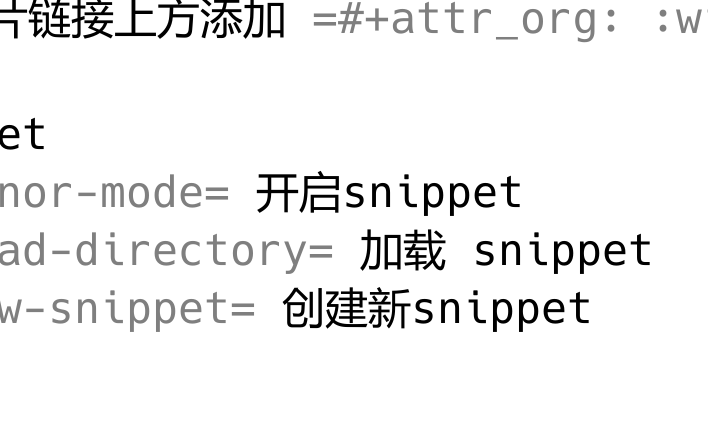 片链接上方添加 =#+attr_org: :w
et
nor-mode= 开启snippet
ad-directory= 加载 snippet
w-snippet= 创建新snippet